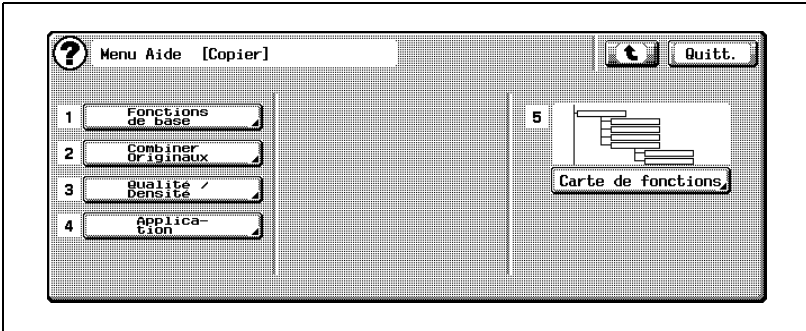 ? Menu Aide [Copier]
Quitt.
1 Fonctions
de base
2 Combiner
Originaux
3 Qualité /
Densité
4 Applica-
tion
5
Carte de fonctions